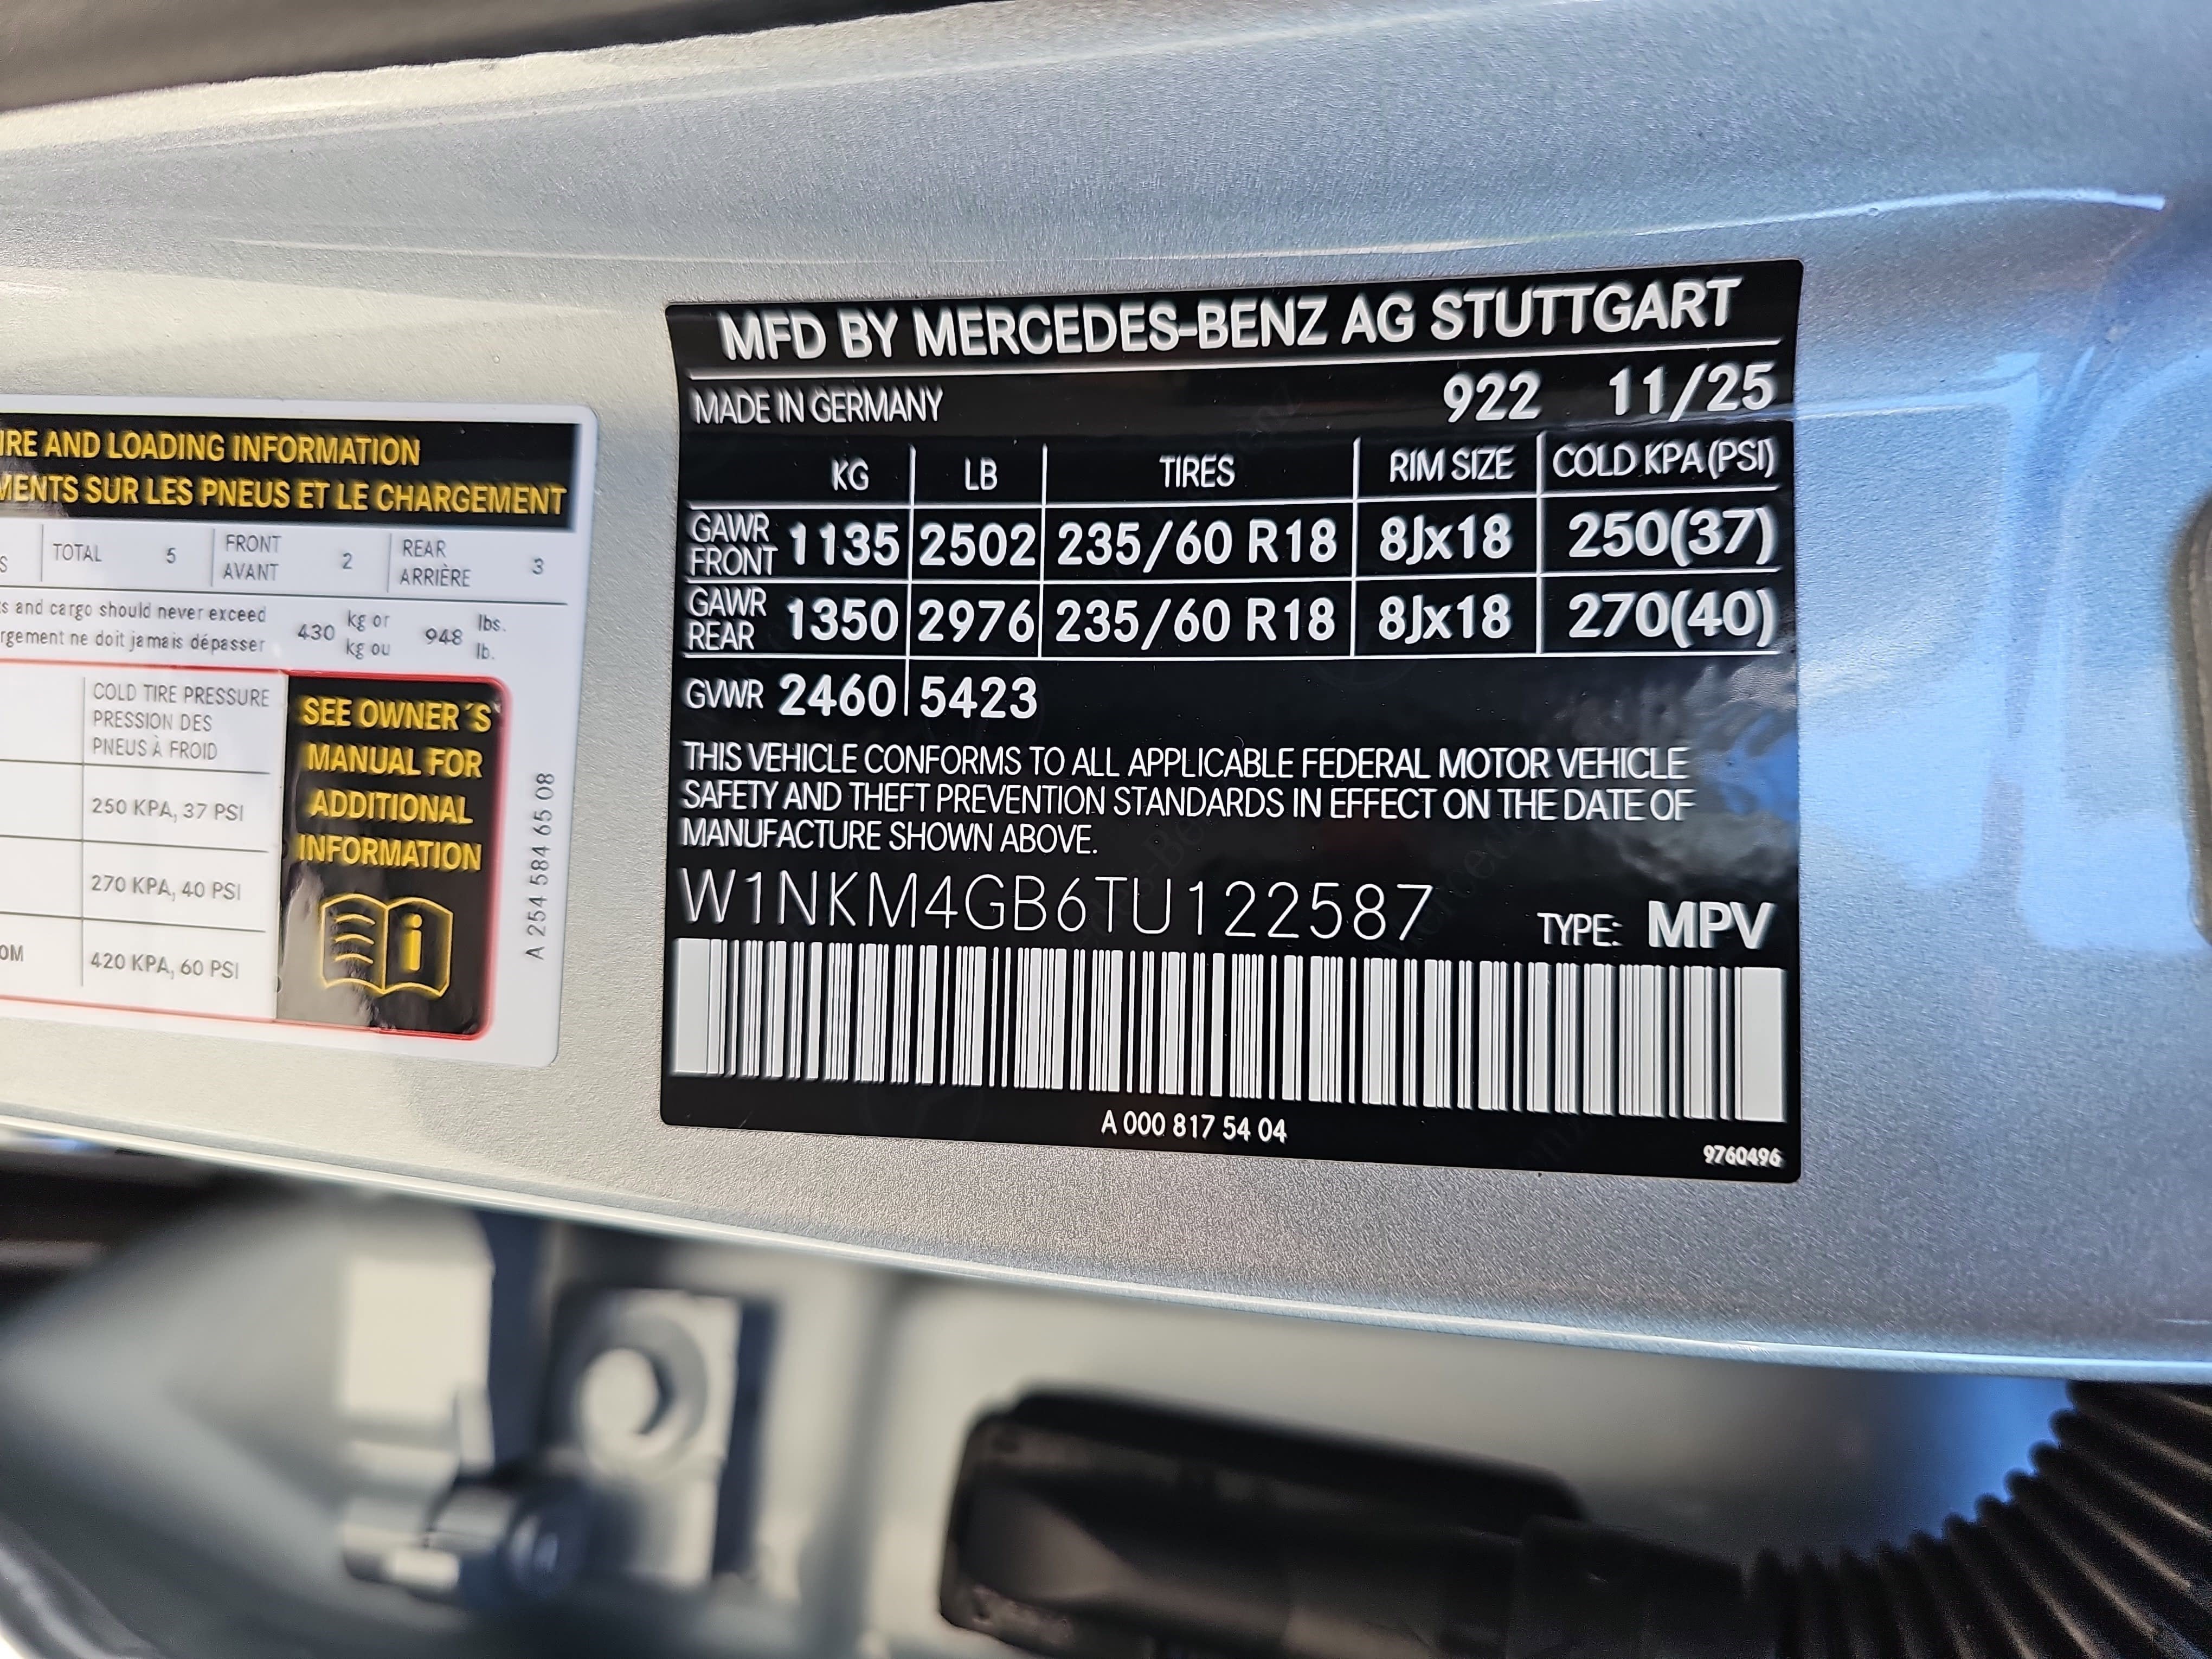 IRE AND LOADING INFORMATION
MENTS SUR LES PNEUS ET LE CHARGEMENT
S TOTAL 5 FRONT AVANT 2 REAR ARRIÈRE 3
s and cargo should never exceed 430 kg or 948 lbs.
rgement ne doit jamais dépasser kg ou lb.
COLD TIRE PRESSURE
PRESSION DES
PNEUS À FROID
250 KPA, 37 PSI
270 KPA, 40 PSI
OM 420 KPA, 60 PSI
SEE OWNER´S
MANUAL FOR
ADDITIONAL
INFORMATION
A 254 584 65 08
MFD BY MERCEDES-BENZ AG STUTTGART
MADE IN GERMANY 922 11/25
KG LB TIRES RIM SIZE COLD KPA(PSI)
GAWR FRONT 1135 2502 235/60 R18 8Jx18 250(37)
GAWR REAR 1350 2976 235/60 R18 8Jx18 270(40)
GVWR 2460 5423
THIS VEHICLE CONFORMS TO ALL APPLICABLE FEDERAL MOTOR VEHICLE
SAFETY AND THEFT PREVENTION STANDARDS IN EFFECT ON THE DATE OF
MANUFACTURE SHOWN ABOVE.
W1NKM4GB6TU122587 TYPE: MPV
A 000 817 54 04
9760496